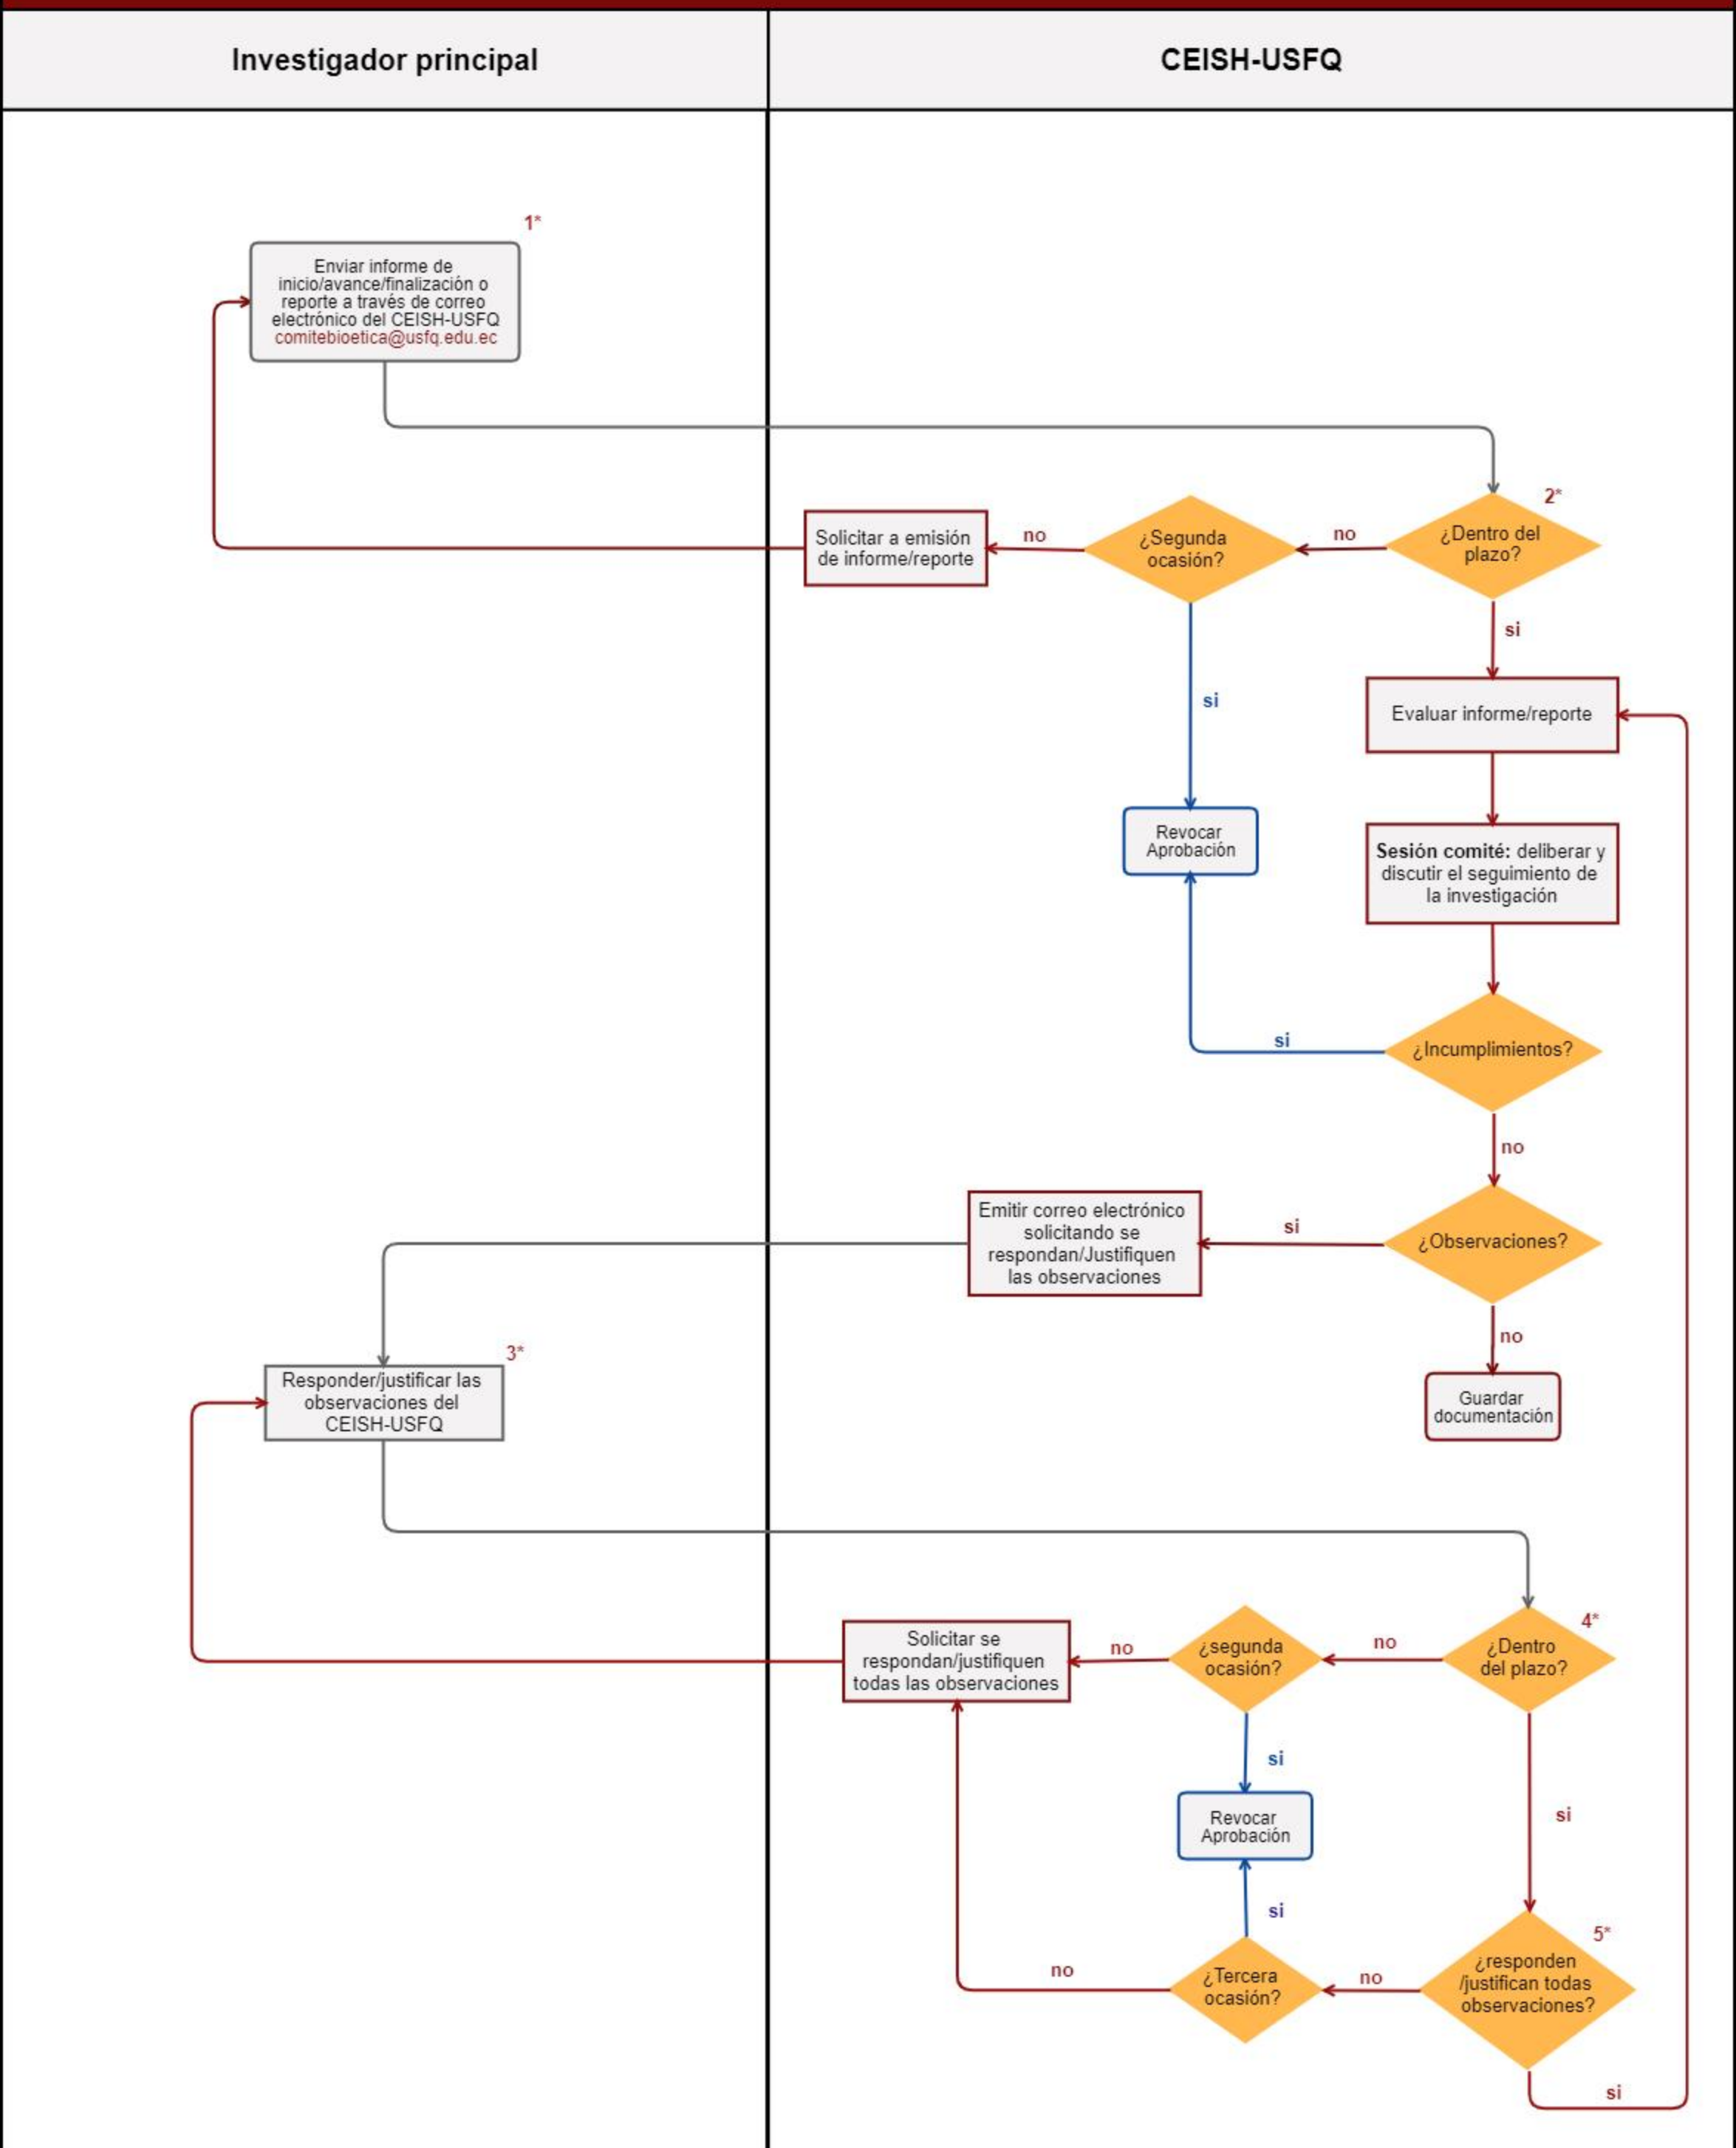 Investigador principal
CEISH-USFQ
1*
Enviar informe de
inicio/avance/finalización o
reporte a través de correo
electrónico del CEISH-USFQ
comitebioetica@usfq.edu.ec
2*
¿Dentro del
plazo?
no
¿Segunda
ocasión?
no
Solicitar a emisión
de informe/reporte
si
si
Evaluar informe/reporte
Revocar
Aprobación
Sesión comité: deliberar y
discutir el seguimiento de
la investigación
¿Incumplimientos?
si
no
¿Observaciones?
si
Emitir correo electrónico
solicitando se
respondan/Justifiquen
las observaciones
no
Guardar
documentación
3*
Responder/justificar las
observaciones del
CEISH-USFQ
4*
¿Dentro
del plazo?
no
¿segunda
ocasión?
no
Solicitar se
respondan/justifiquen
todas las observaciones
si
si
Revocar
Aprobación
si
5*
¿responden
/justifican todas
observaciones?
no
¿Tercera
ocasión?
no
si